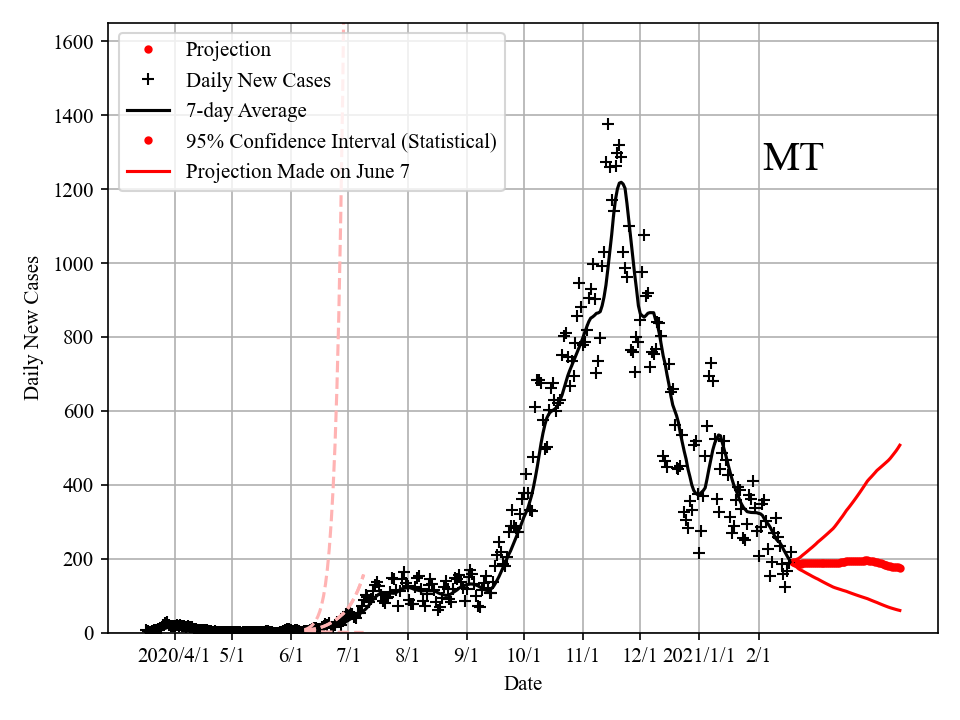 1600
1400
1200
1000
800
600
400
200
0
Daily New Cases
Projection
Daily New Cases
7-day Average
95% Confidence Interval (Statistical)
Projection Made on June 7
MT
2020/4/1 5/1 6/1 7/1 8/1 9/1 10/1 11/1 12/1 2021/1/1 2/1
Date